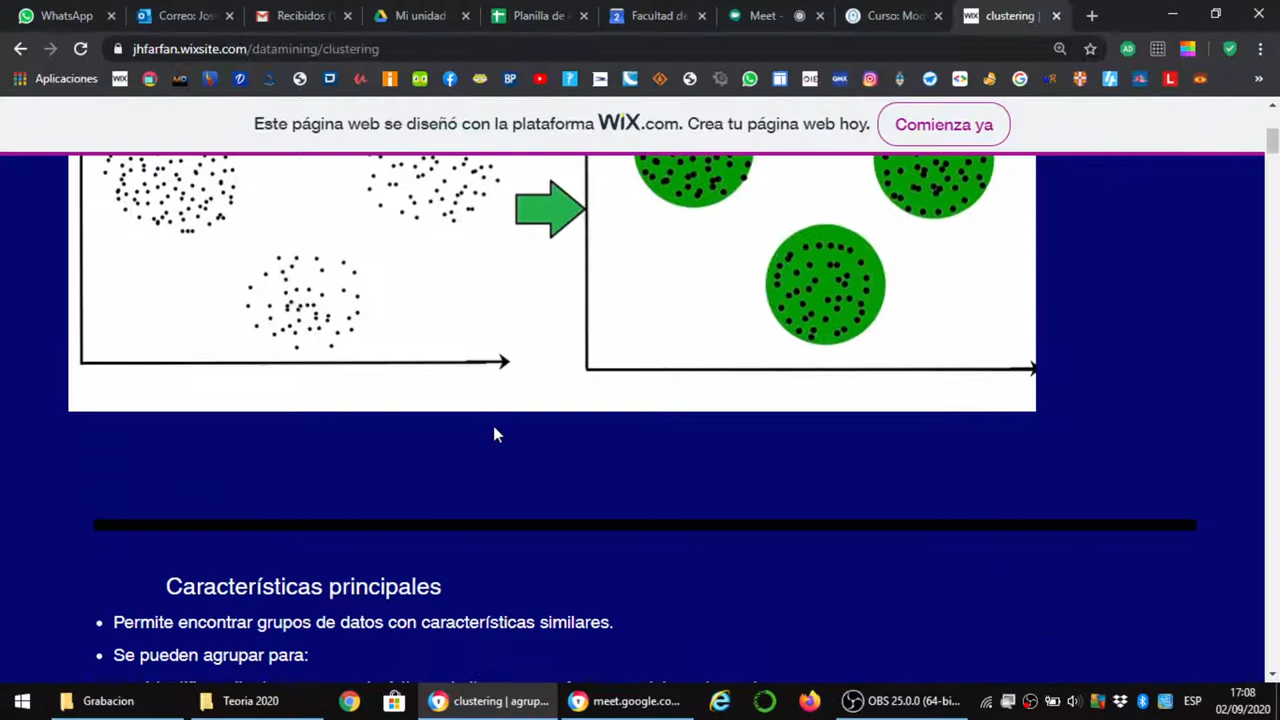 WhatsApp
Correo: Jos
Recibidos (
Mi unidad
Planilla de
Facultad de
Meet -
Curso: Mod
clustering |
jhfarfan.wixsite.com/datamining/clustering
Aplicaciones
Este página web se diseñó con la plataforma WiX.com. Crea tu página web hoy.
Comienza ya
Características principales
Permite encontrar grupos de datos con características similares.
Se pueden agrupar para:
Grabacion
Teoria 2020
clustering | agrup...
meet.google.co...
OBS 25.0.0 (64-bi...
ESP
17:08
02/09/2020